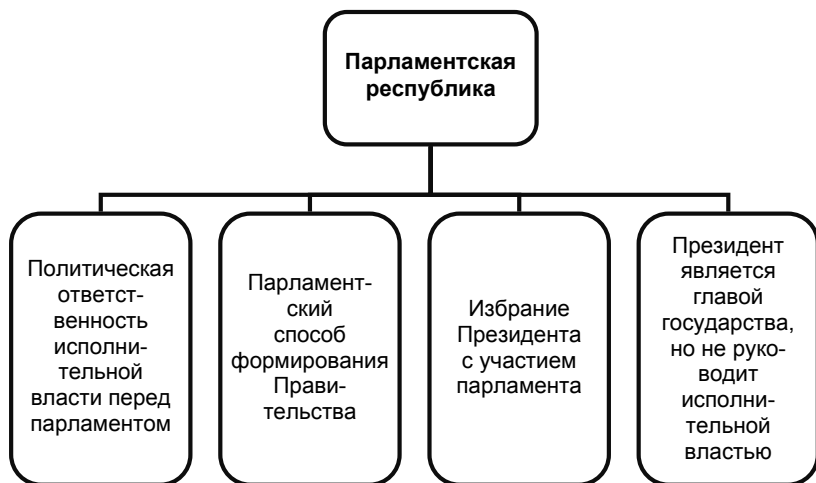 Парламентская
республика
Политическая
ответст-
венность
исполни-
тельной
власти перед
парламентом
Парламент-
ский
способ
формирования
Прави-
тельства
Избрание
Президента
с участием
парламента
Президент
является
главой
государства,
но не руко-
водит
исполни-
тельной
властью